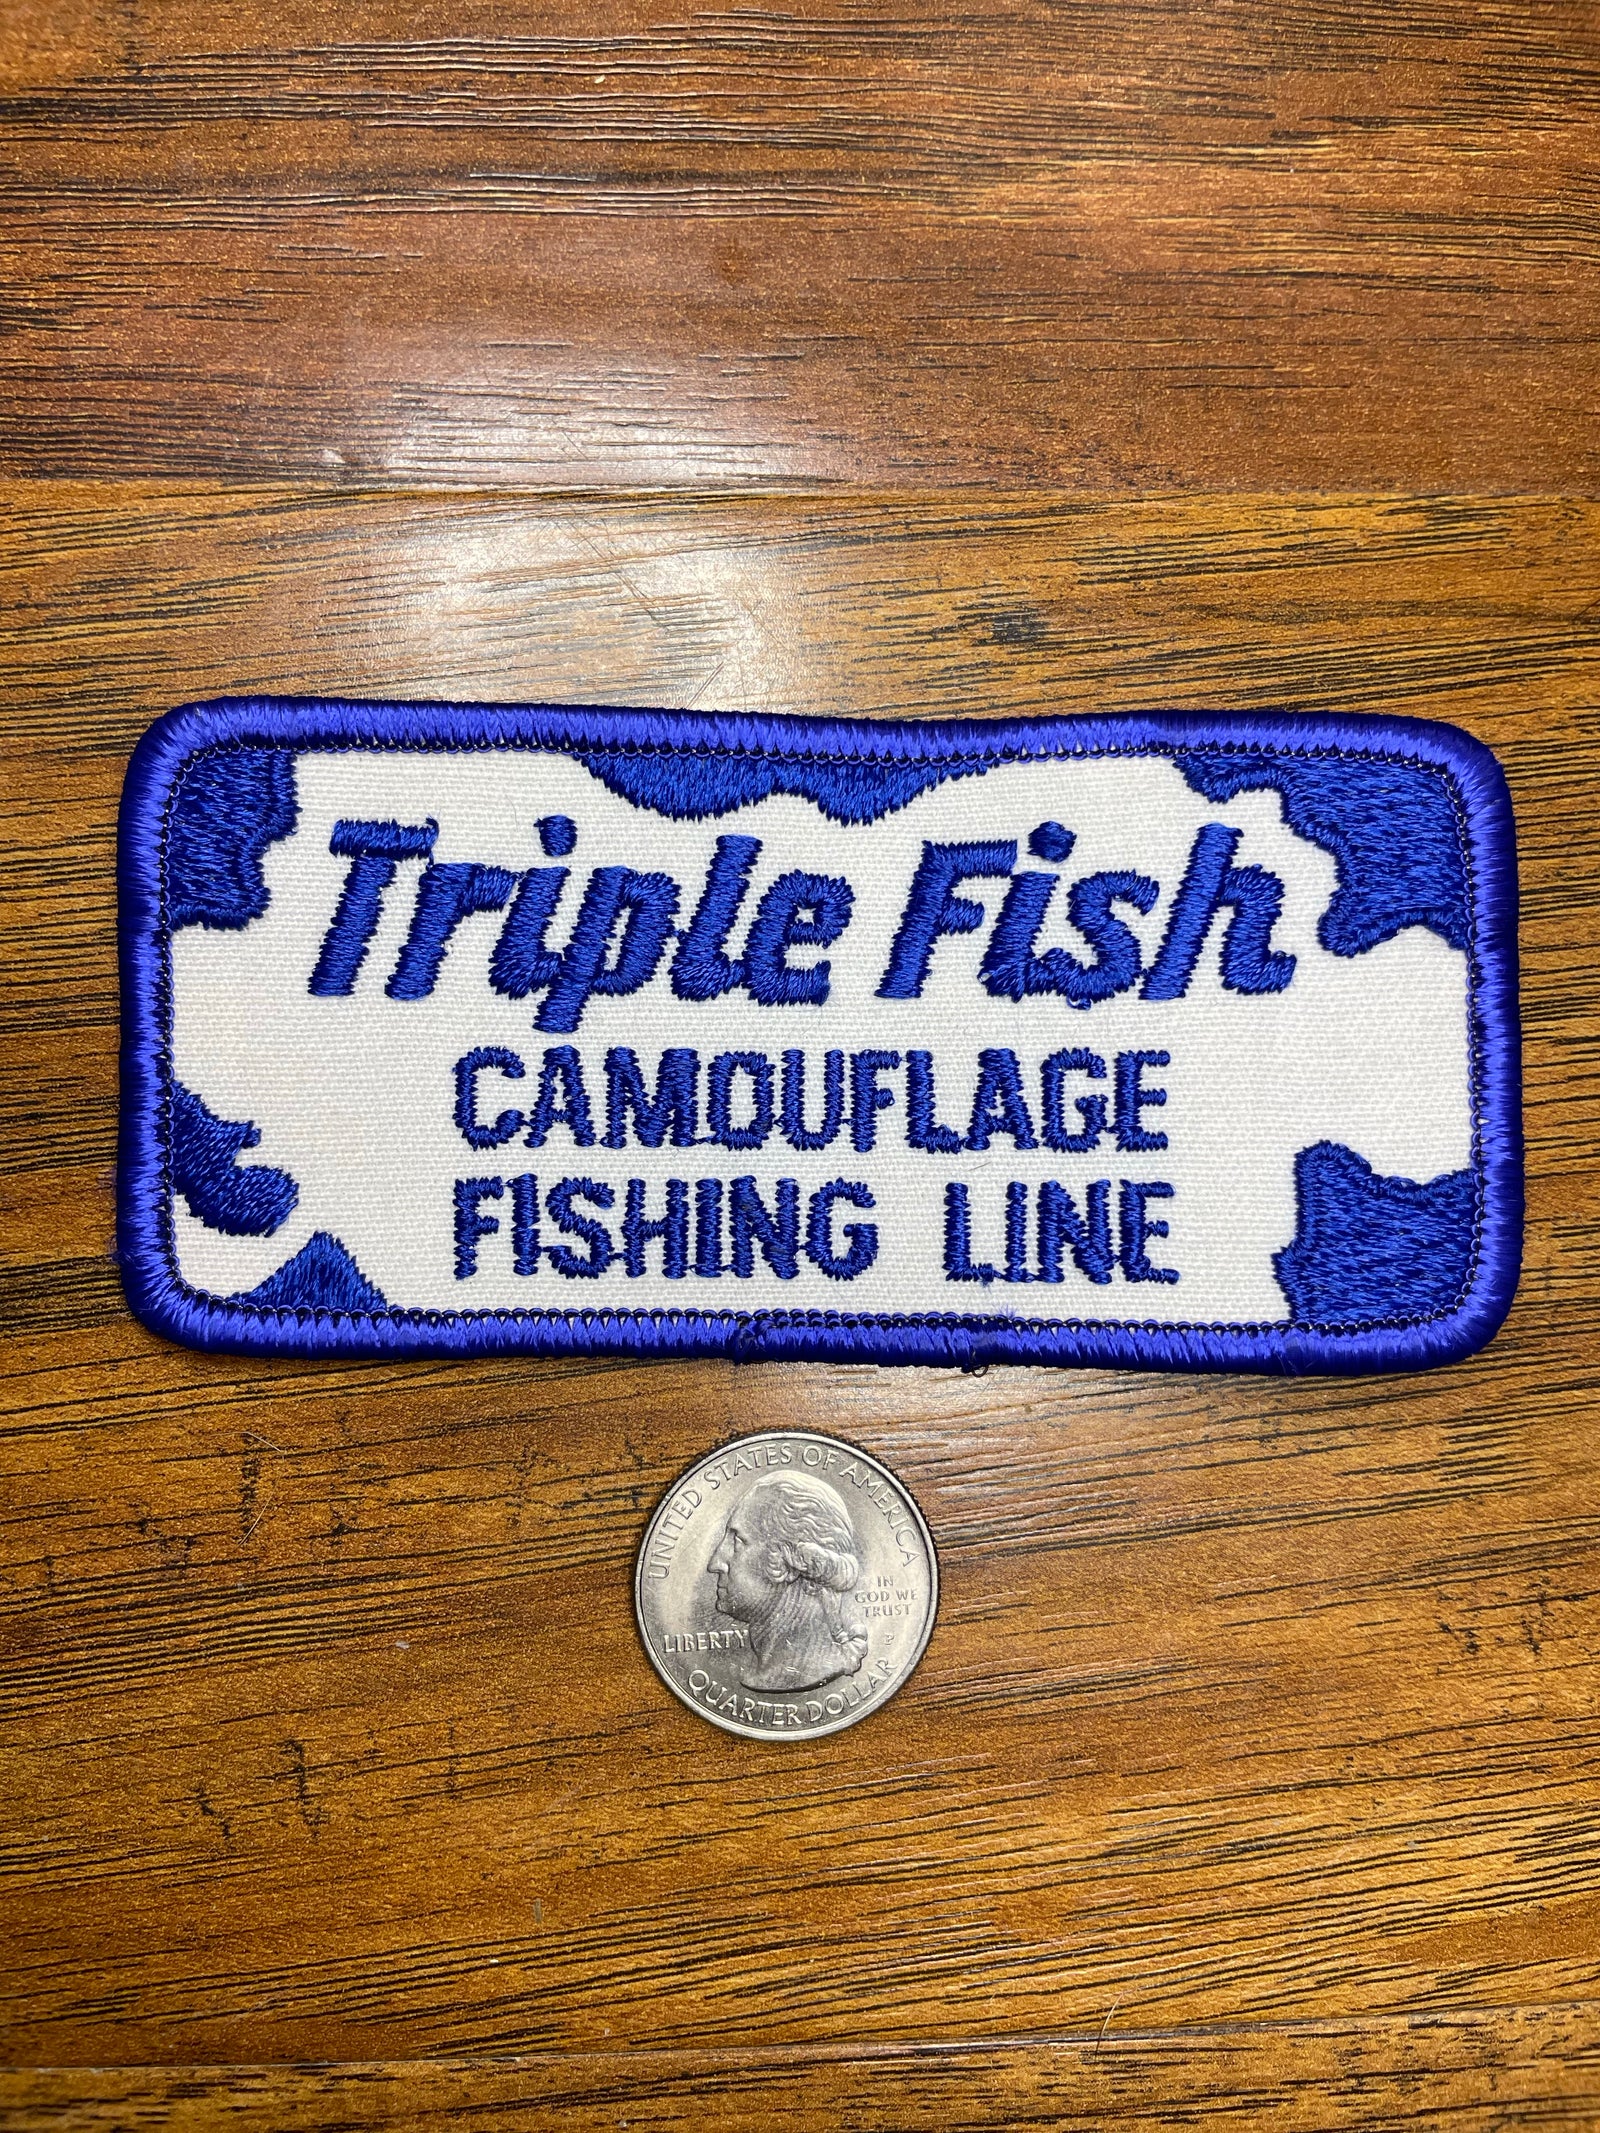 Triple Fish
CAMOUFLAGE
FISHING LINE
UNITED STATES OF AMERICA
IN
GOD WE
TRUST
LIBERTY
P
QUARTER DOLLAR